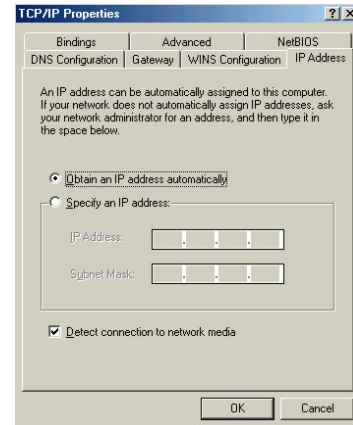 TCP/IP Properties
Bindings Advanced NetBIOS
DNS Configuration Gateway WINS Configuration IP Address
An IP address can be automatically assigned to this computer.
If your network does not automatically assign IP addresses, ask
your network administrator for an address, and then type it in
the space below.
Obtain an IP address automatically
Specify an IP address:
IP Address:
Subnet Mask:
Detect connection to network media
OK Cancel